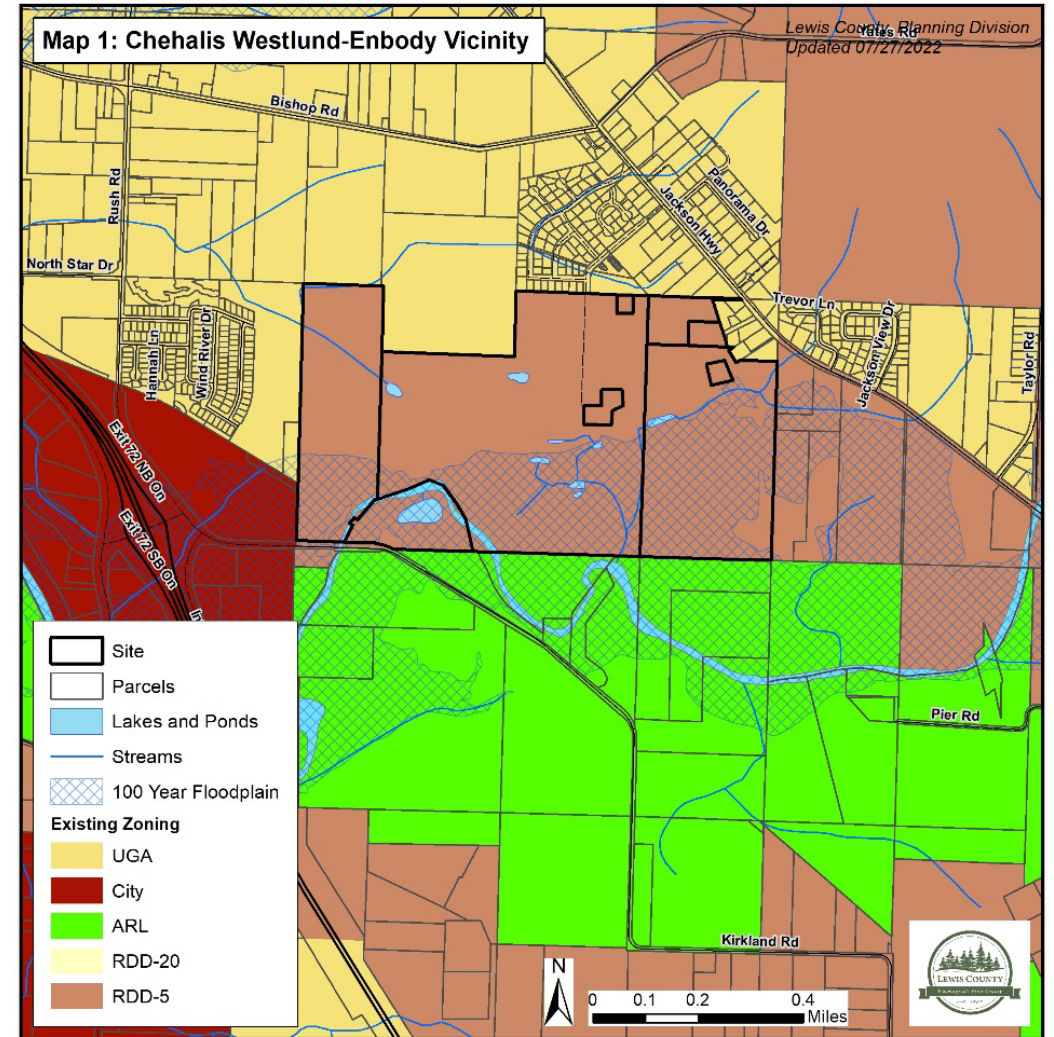 Map 1: Chehalis Westlund-Enbody Vicinity
Lewis County, Planning Division
Updated 07/27/2022
Yates Rd
Bishop Rd
Rush Rd
Panorama Dr
Jackson Hwy
North Star Dr
Trevor Ln
Hannah Ln
Wind River Dr
Jackson View Dr
Taylor Rd
Exit 72 NB On
Exit 72 SB On
Pier Rd
Kirkland Rd
Site
Parcels
Lakes and Ponds
Streams
100 Year Floodplain
Existing Zoning
UGA
City
ARL
RDD-20
RDD-5
N
0 0.1 0.2 0.4
Miles
LEWIS COUNTY